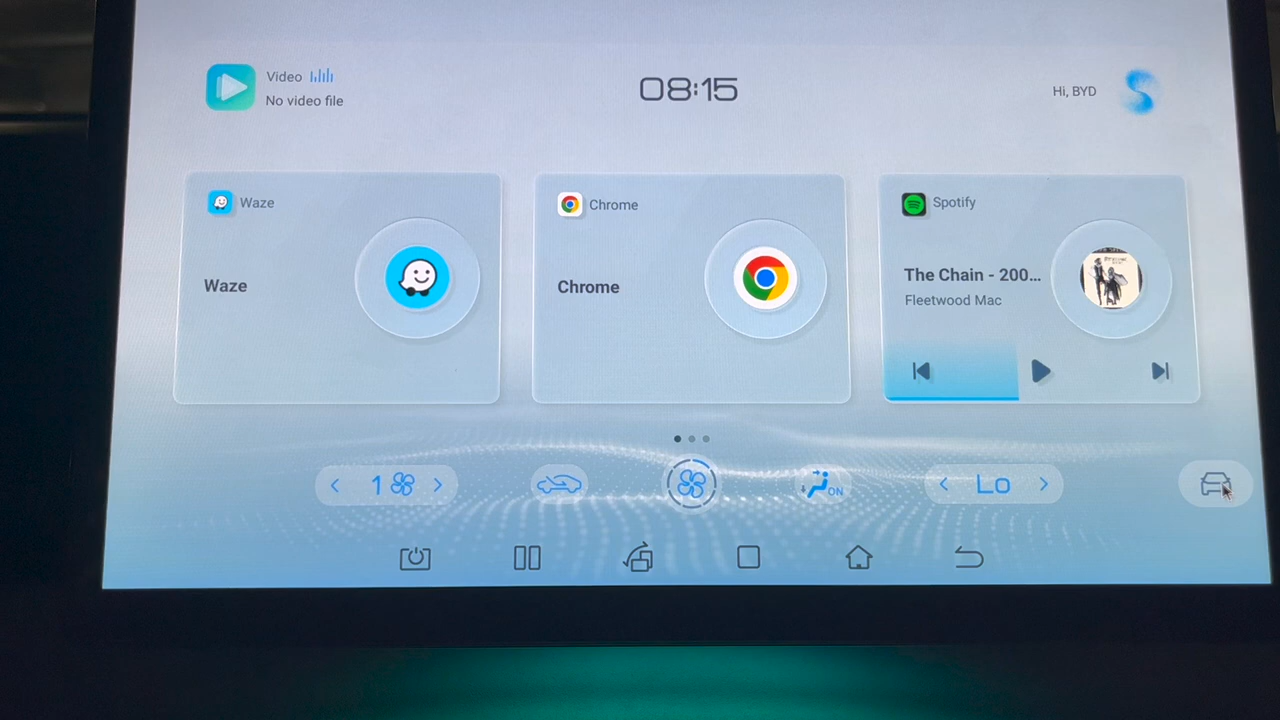 Video
No video file
08:15
Hi, BYD
Waze
Waze
Chrome
Chrome
Spotify
The Chain - 200...
Fleetwood Mac
1
ON
Lo